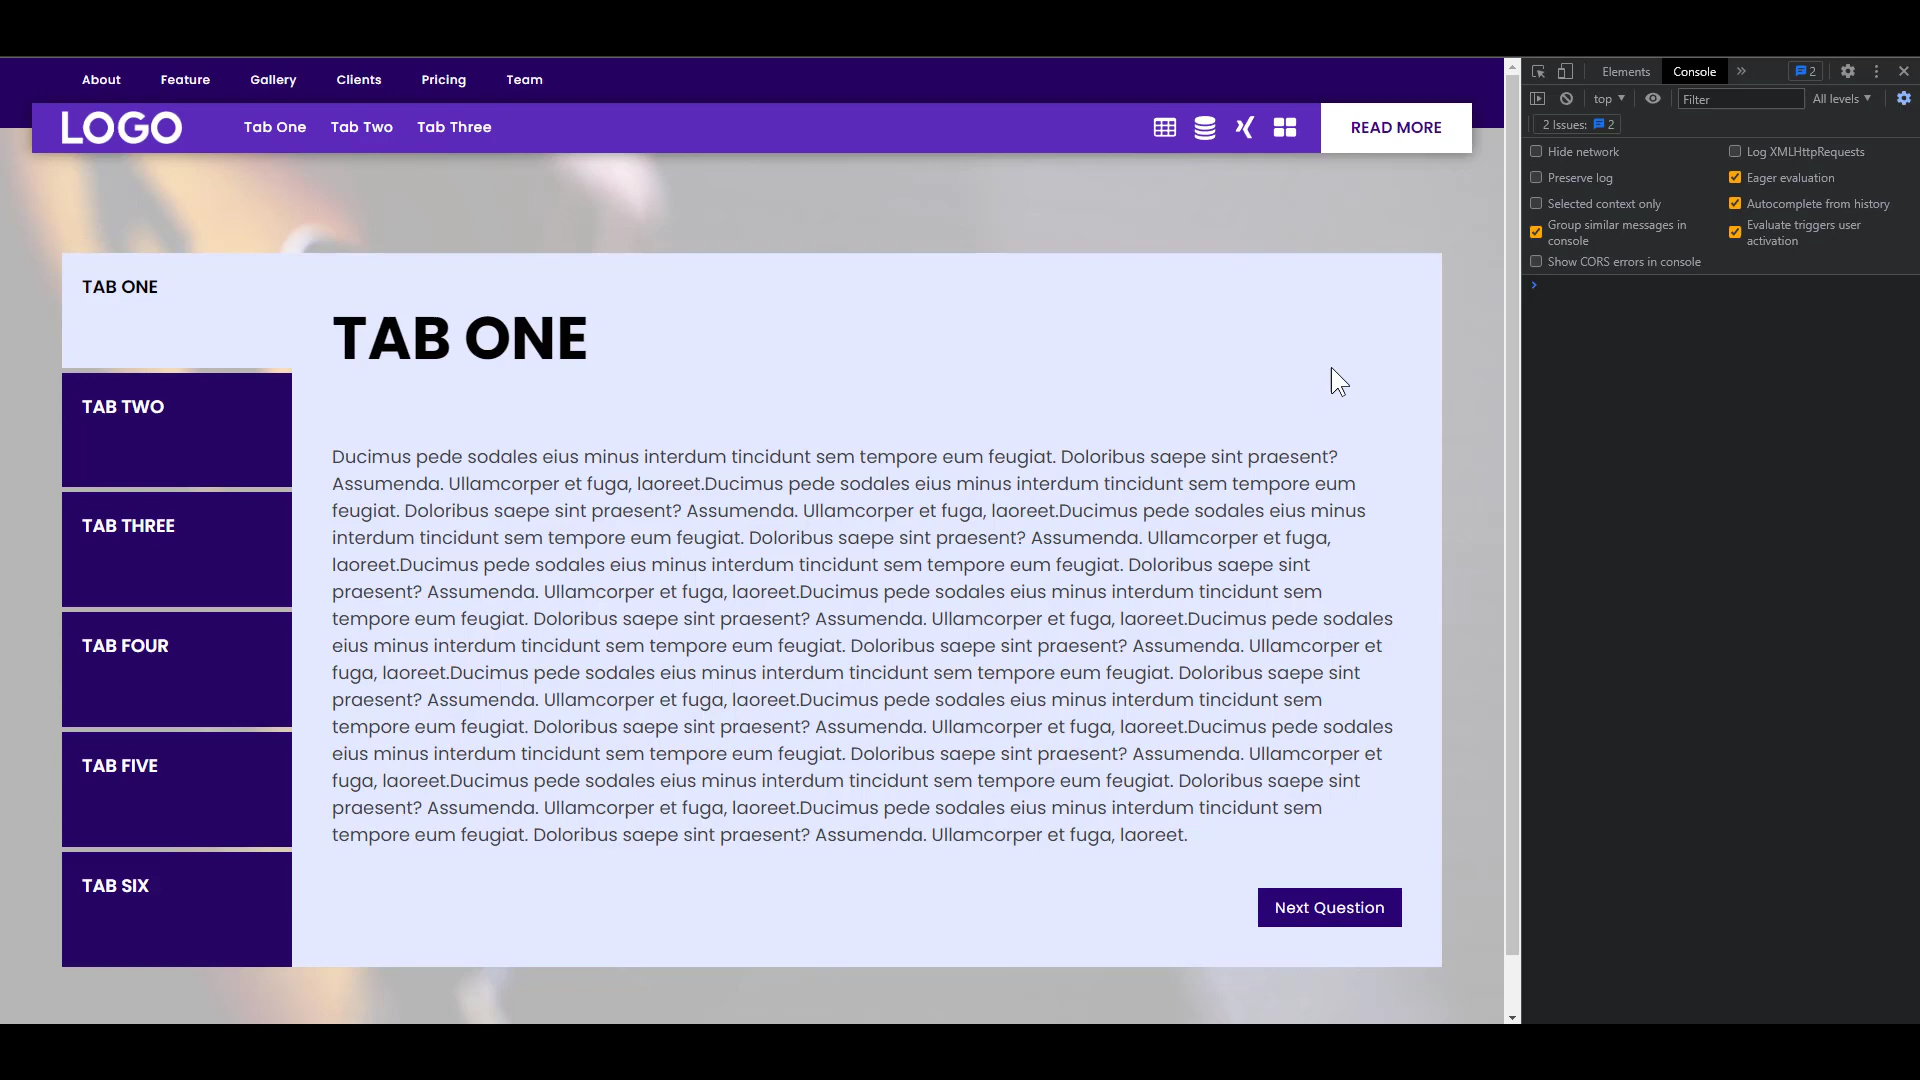 About Feature Gallery Clients Pricing Team
LOGO Tab One Tab Two Tab Three READ MORE
TAB ONE
TAB TWO
TAB THREE
TAB FOUR
TAB FIVE
TAB SIX
TAB ONE
Ducimus pede sodales eius minus interdum tincidunt sem tempore eum feugiat. Doloribus saepe sint praesent?
Assumenda. Ullamcorper et fuga, laoreet.Ducimus pede sodales eius minus interdum tincidunt sem tempore eum
feugiat. Doloribus saepe sint praesent? Assumenda. Ullamcorper et fuga, laoreet.Ducimus pede sodales eius minus
interdum tincidunt sem tempore eum feugiat. Doloribus saepe sint praesent? Assumenda. Ullamcorper et fuga,
laoreet.Ducimus pede sodales eius minus interdum tincidunt sem tempore eum feugiat. Doloribus saepe sint
praesent? Assumenda. Ullamcorper et fuga, laoreet.Ducimus pede sodales eius minus interdum tincidunt sem
tempore eum feugiat. Doloribus saepe sint praesent? Assumenda. Ullamcorper et fuga, laoreet.Ducimus pede sodales
eius minus interdum tincidunt sem tempore eum feugiat. Doloribus saepe sint praesent? Assumenda. Ullamcorper et
fuga, laoreet.Ducimus pede sodales eius minus interdum tincidunt sem tempore eum feugiat. Doloribus saepe sint
praesent? Assumenda. Ullamcorper et fuga, laoreet.Ducimus pede sodales eius minus interdum tincidunt sem
tempore eum feugiat. Doloribus saepe sint praesent? Assumenda. Ullamcorper et fuga, laoreet.Ducimus pede sodales
eius minus interdum tincidunt sem tempore eum feugiat. Doloribus saepe sint praesent? Assumenda. Ullamcorper et
fuga, laoreet.Ducimus pede sodales eius minus interdum tincidunt sem tempore eum feugiat. Doloribus saepe sint
praesent? Assumenda. Ullamcorper et fuga, laoreet.Ducimus pede sodales eius minus interdum tincidunt sem
tempore eum feugiat. Doloribus saepe sint praesent? Assumenda. Ullamcorper et fuga, laoreet.
Next Question
Elements Console 2
top Filter All levels
2 Issues: 2
Hide network
Preserve log
Selected context only
Group similar messages in
console
Show CORS errors in console
Log XMLHttpRequests
Eager evaluation
Autocomplete from history
Evaluate triggers user
activation